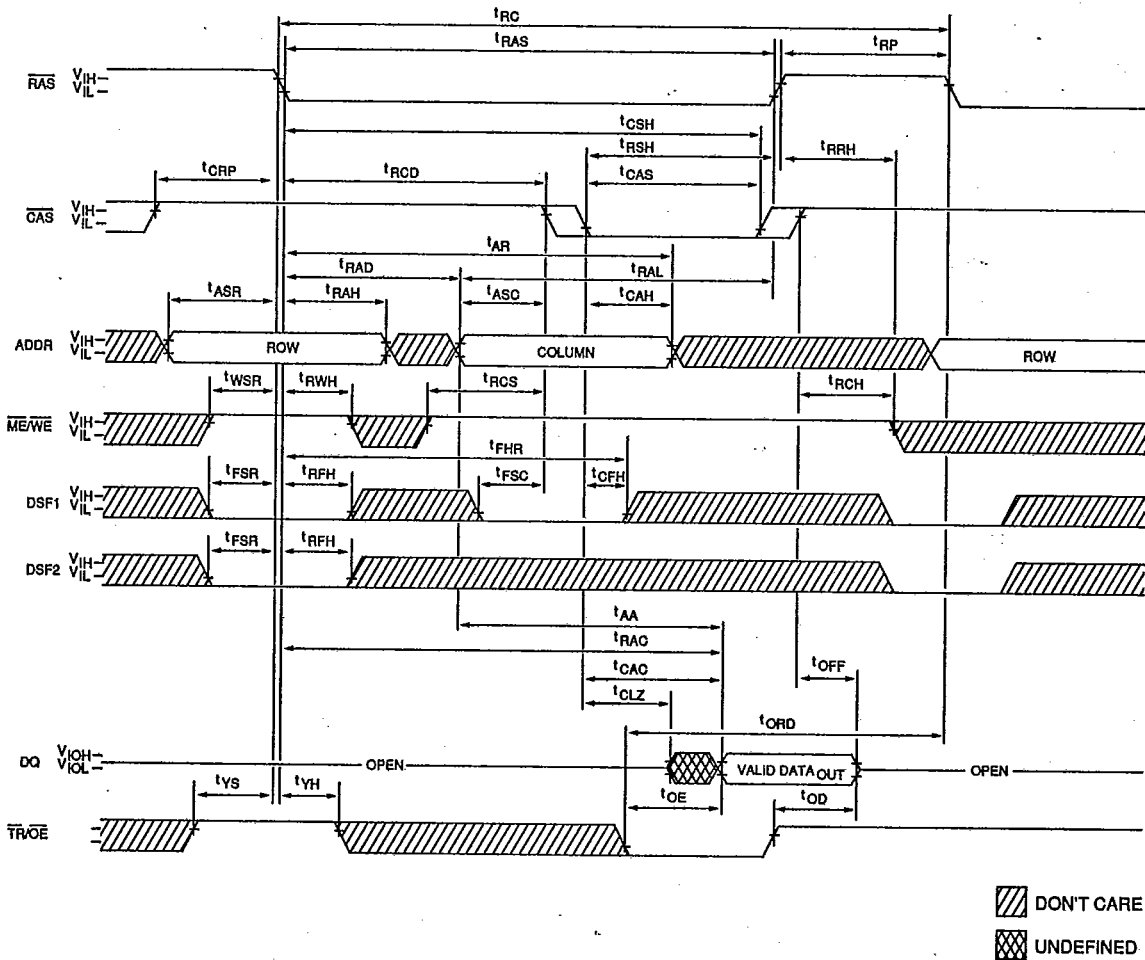 tRC
tRAS
tRP
RAS VIH
VIL
tCSH
tRSH
tRRH
tCRP
tRCD
tCAS
CAS VIH
VIL
tAR
tRAD
tRAL
tASR
tRAH
tASC
tCAH
ADDR VIH
VIL
ROW
COLUMN
ROW
tWSR
tRWH
tRCS
tRCH
ME/WE VIH
VIL
tFHR
tFSR
tRFH
tFSC
tCFH
DSF1 VIH
VIL
tFSR
tRFH
DSF2 VIH
VIL
tAA
tRAC
tCAC
tOFF
tCLZ
tORD
DQ VIOH
VIOL
OPEN
VALID DATA OUT
OPEN
tYS
tYH
tOE
tOD
TR/OE
DON'T CARE
UNDEFINED